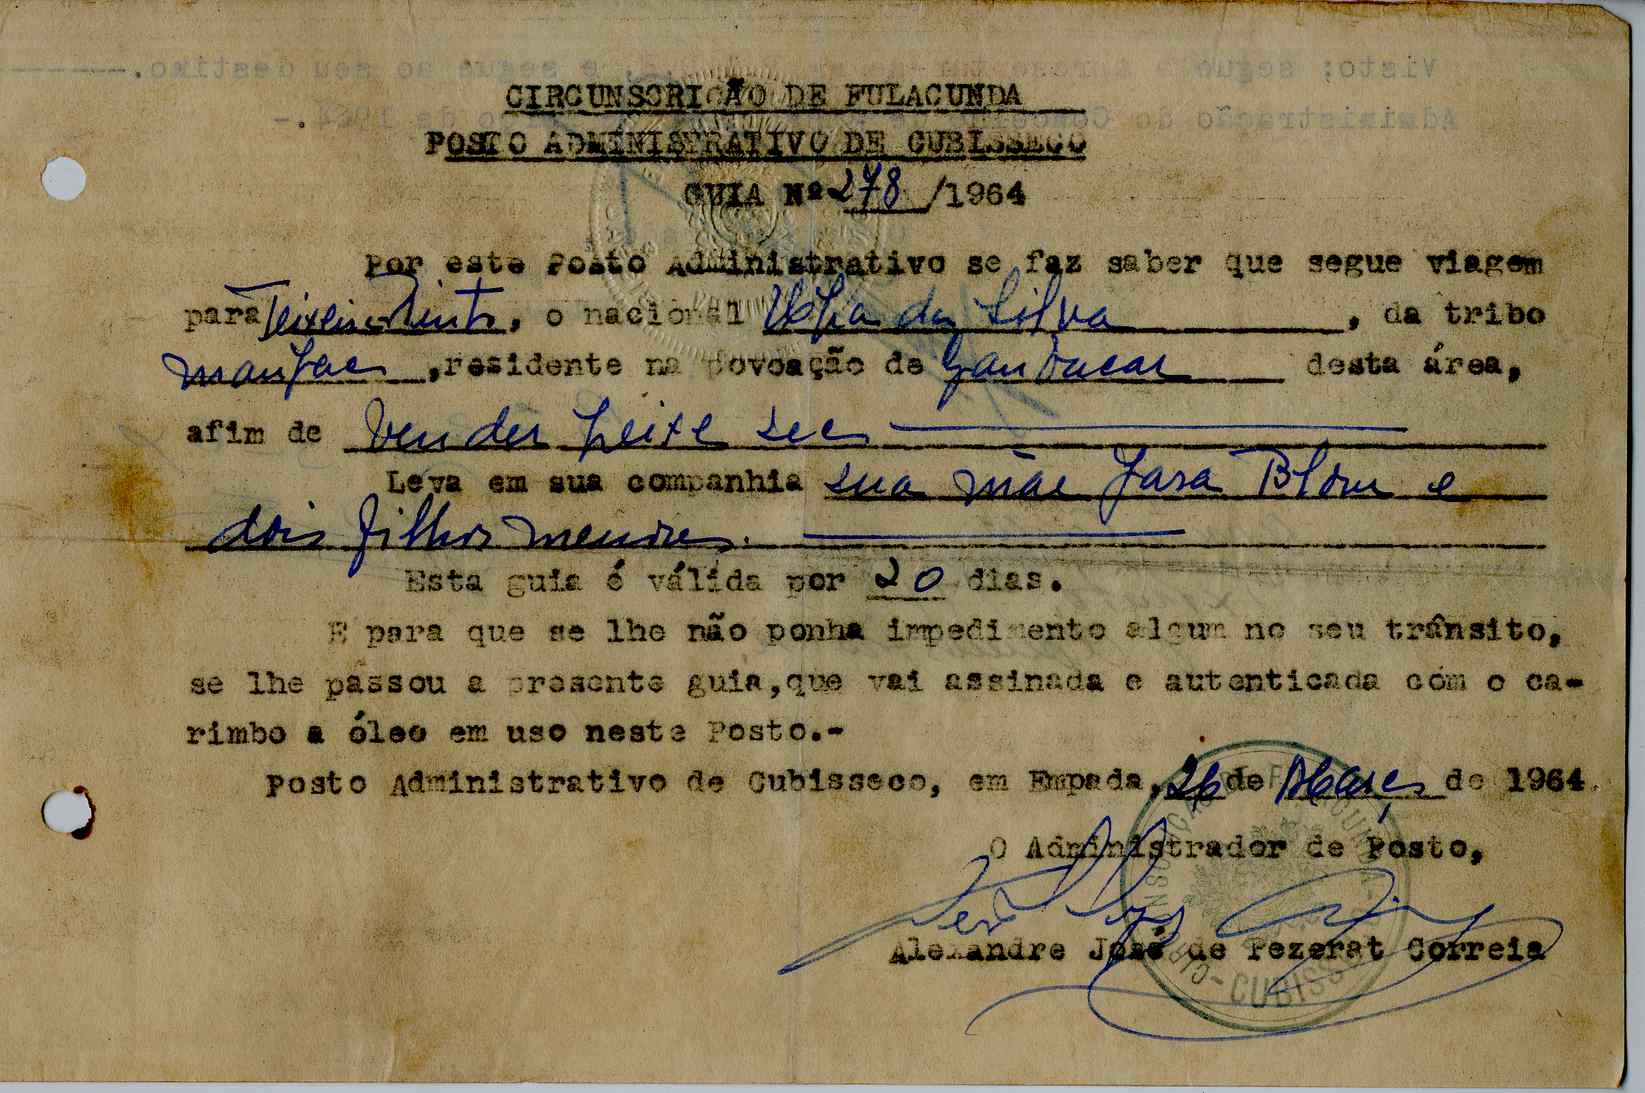 CIRCUNSCRIÇÃO DE FULACUNDA
POSTO ADMINISTRATIVO DE CUBISSECO
GUIA Nº 278 /1964
Por este Posto Administrativo se faz saber que segue viagem
para Teixeira Pinto, o nacional da Silva, da tribo
manjaco, residente na povoação de desta área,
afim de vender peixe seco
Leva em sua companhia sua mãe e
dois filhos menores.
Esta guia é válida por 20 dias.
E para que se lhe não ponha impedimento algum no seu trânsito,
se lhe passou a presente guia, que vai assinada e autenticada com o ca-
rimbo a óleo em uso neste Posto.-
Posto Administrativo de Cubisseco, em Empada, 26 de Março de 1964.
O Administrador de Posto,
Alexandre José de Pezerat Correia